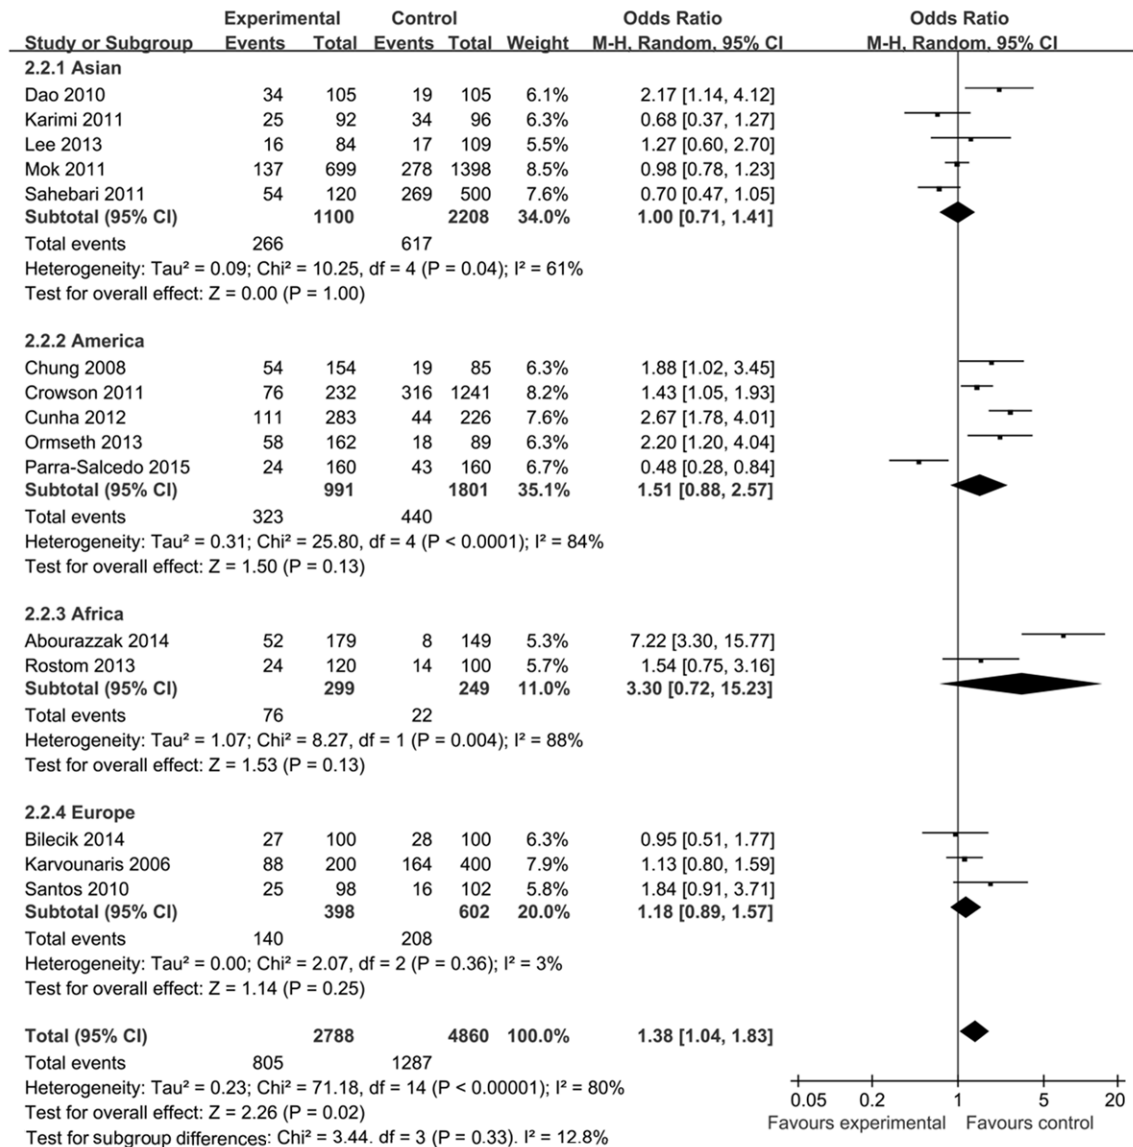 Experimental Control Odds Ratio Odds Ratio
Study or Subgroup Events Total Events Total Weight M-H, Random, 95% CI M-H, Random, 95% CI
2.2.1 Asian
Dao 2010 34 105 19 105 6.1% 2.17 [1.14, 4.12]
Karimi 2011 25 92 34 96 6.3% 0.68 [0.37, 1.27]
Lee 2013 16 84 17 109 5.5% 1.27 [0.60, 2.70]
Mok 2011 137 699 278 1398 8.5% 0.98 [0.78, 1.23]
Sahebari 2011 54 120 269 500 7.6% 0.70 [0.47, 1.05]
Subtotal (95% CI) 1100 2208 34.0% 1.00 [0.71, 1.41]
Total events 266 617
Heterogeneity: Tau² = 0.09; Chi² = 10.25, df = 4 (P = 0.04); I² = 61%
Test for overall effect: Z = 0.00 (P = 1.00)
2.2.2 America
Chung 2008 54 154 19 85 6.3% 1.88 [1.02, 3.45]
Crowson 2011 76 232 316 1241 8.2% 1.43 [1.05, 1.93]
Cunha 2012 111 283 44 226 7.6% 2.67 [1.78, 4.01]
Ormseth 2013 58 162 18 89 6.3% 2.20 [1.20, 4.04]
Parra-Salcedo 2015 24 160 43 160 6.7% 0.48 [0.28, 0.84]
Subtotal (95% CI) 991 1801 35.1% 1.51 [0.88, 2.57]
Total events 323 440
Heterogeneity: Tau² = 0.31; Chi² = 25.80, df = 4 (P < 0.0001); I² = 84%
Test for overall effect: Z = 1.50 (P = 0.13)
2.2.3 Africa
Abourazzak 2014 52 179 8 149 5.3% 7.22 [3.30, 15.77]
Rostom 2013 24 120 14 100 5.7% 1.54 [0.75, 3.16]
Subtotal (95% CI) 299 249 11.0% 3.30 [0.72, 15.23]
Total events 76 22
Heterogeneity: Tau² = 1.07; Chi² = 8.27, df = 1 (P = 0.004); I² = 88%
Test for overall effect: Z = 1.53 (P = 0.13)
2.2.4 Europe
Bilecik 2014 27 100 28 100 6.3% 0.95 [0.51, 1.77]
Karvounaris 2006 88 200 164 400 7.9% 1.13 [0.80, 1.59]
Santos 2010 25 98 16 102 5.8% 1.84 [0.91, 3.71]
Subtotal (95% CI) 398 602 20.0% 1.18 [0.89, 1.57]
Total events 140 208
Heterogeneity: Tau² = 0.00; Chi² = 2.07, df = 2 (P = 0.36); I² = 3%
Test for overall effect: Z = 1.14 (P = 0.25)
Total (95% CI) 2788 4860 100.0% 1.38 [1.04, 1.83]
Total events 805 1287
Heterogeneity: Tau² = 0.23; Chi² = 71.18, df = 14 (P < 0.00001); I² = 80%
Test for overall effect: Z = 2.26 (P = 0.02)
Test for subgroup differences: Chi² = 3.44. df = 3 (P = 0.33). I² = 12.8%
0.05 0.2 1 5 20
Favours experimental Favours control